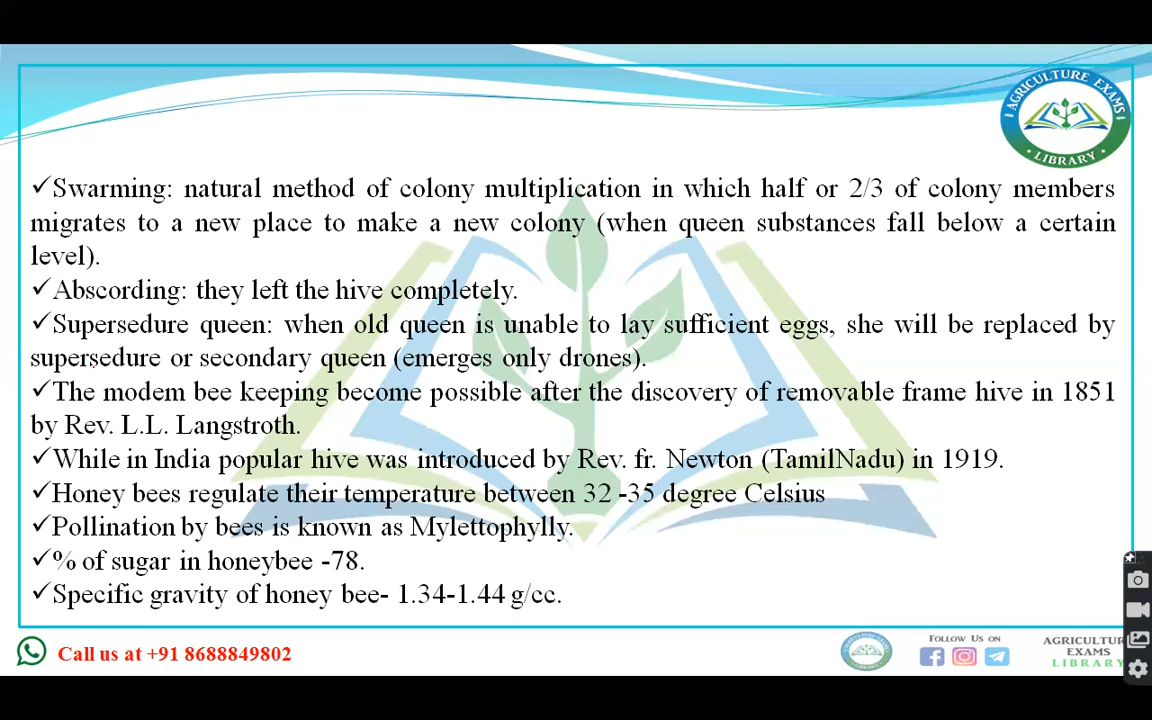 AGRICULTURE EXAMS
LIBRARY
✓Swarming: natural method of colony multiplication in which half or 2/3 of colony members
migrates to a new place to make a new colony (when queen substances fall below a certain
level).
✓Abscording: they left the hive completely.
✓Supersedure queen: when old queen is unable to lay sufficient eggs, she will be replaced by
supersedure or secondary queen (emerges only drones).
✓The modem bee keeping become possible after the discovery of removable frame hive in 1851
by Rev. L.L. Langstroth.
✓While in India popular hive was introduced by Rev. fr. Newton (TamilNadu) in 1919.
✓Honey bees regulate their temperature between 32 -35 degree Celsius
✓Pollination by bees is known as Mylettophylly.
✓% of sugar in honeybee -78.
✓Specific gravity of honey bee- 1.34-1.44 g/cc.
Call us at +91 8688849802
FOLLOW US ON
AGRICULTUR
EXAMS
LIBRARY